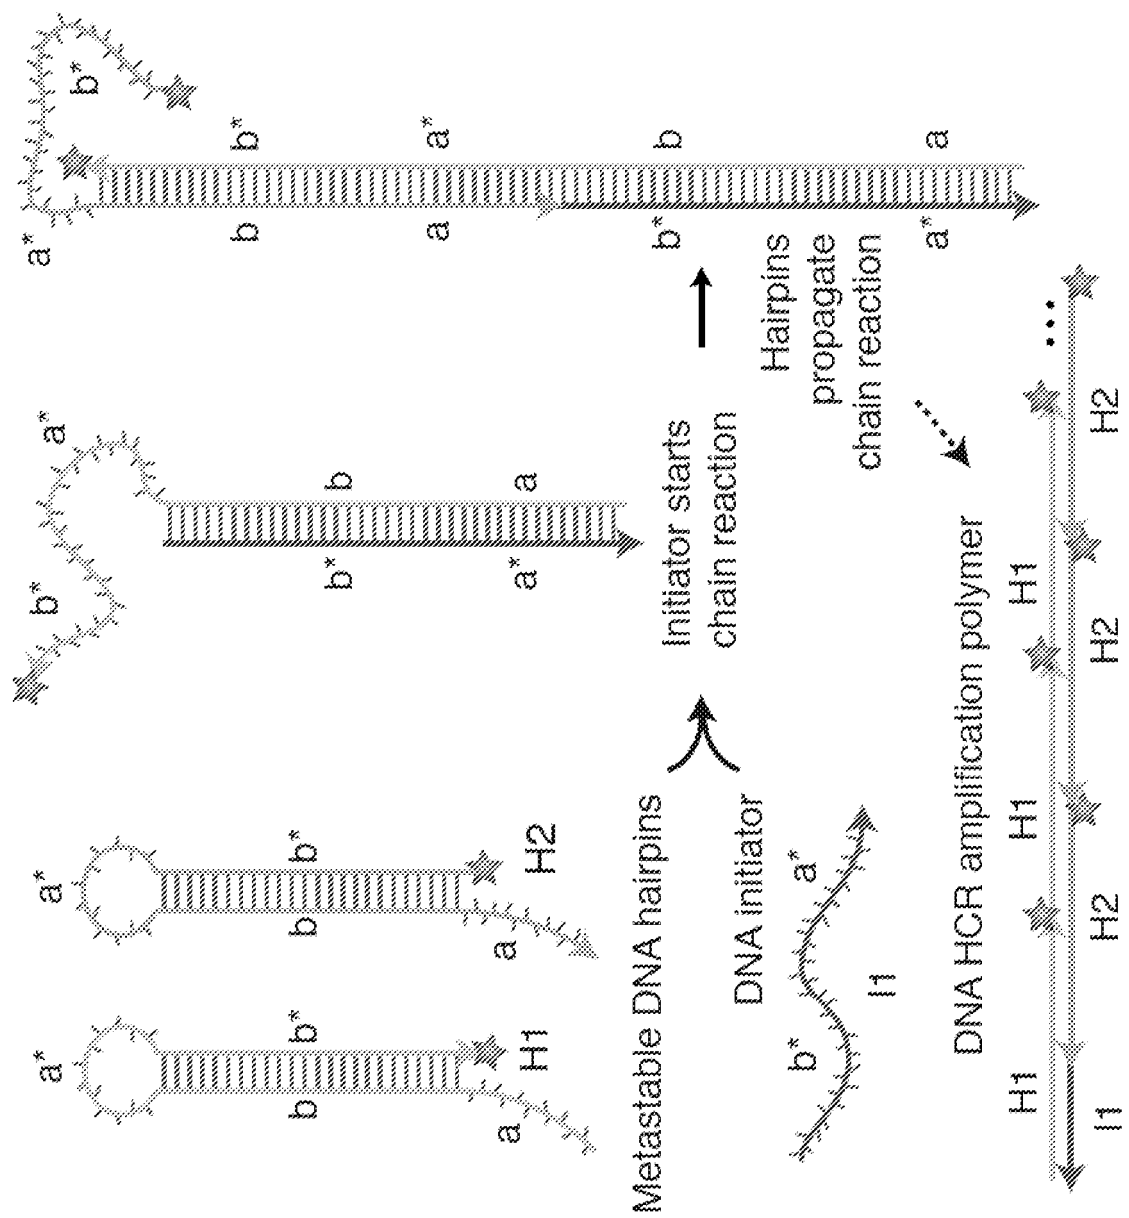 a*
b b*
a
H1
a*
b b*
a
H2
Metastable DNA hairpins
DNA initiator
b* a*
I1
b* a*
b* b
a* a
Initiator starts
chain reaction
a* b*
b b*
a a*
b* b
a* a
Hairpins
propagate
chain reaction
DNA HCR amplification polymer
H1 H1 H1 ...
I1 H2 H2 H2